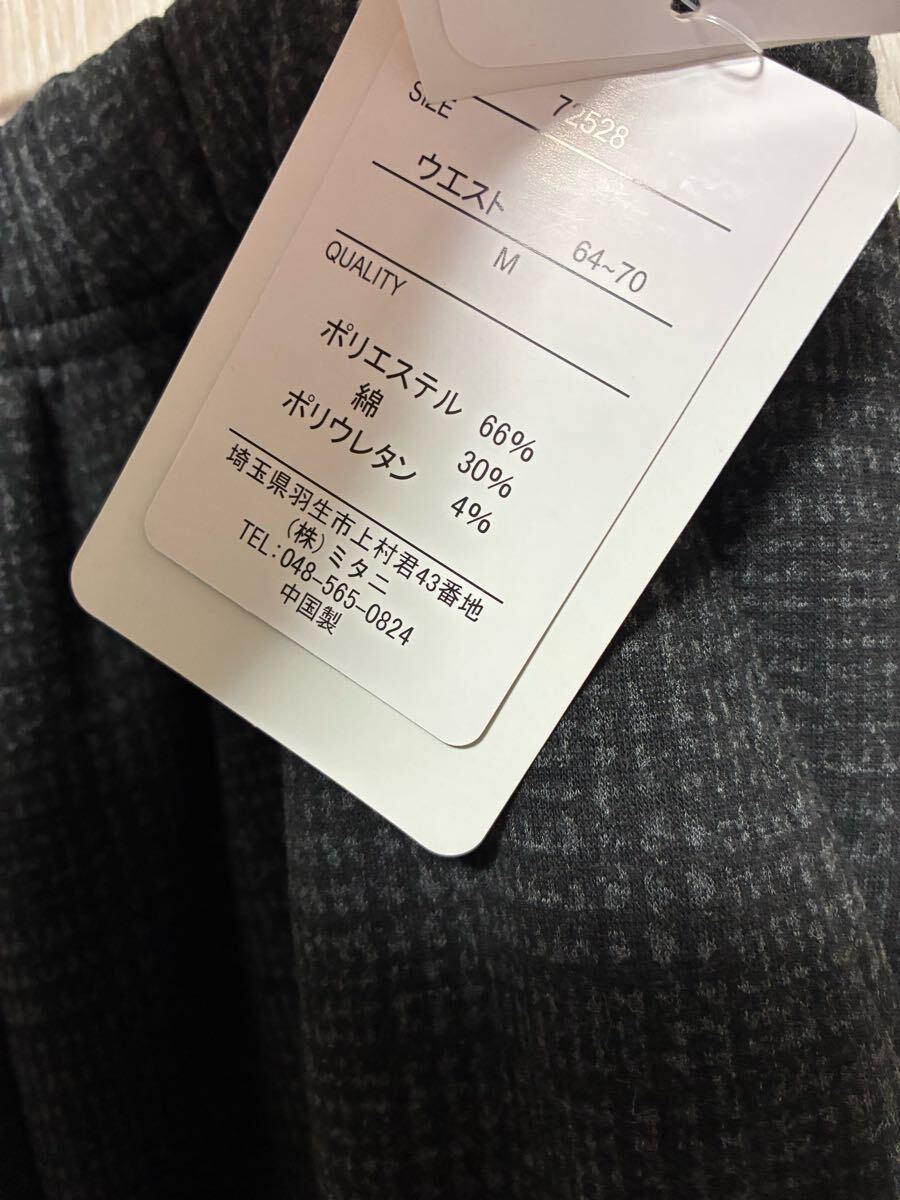 72528
SIZE
ウエスト
64~70
M
QUALITY
ポリエステル 66%
綿 30%
ポリウレタン 4%
埼玉県羽生市上村君43番地
(株)ミタニ
TEL:048-565-0824
中国製